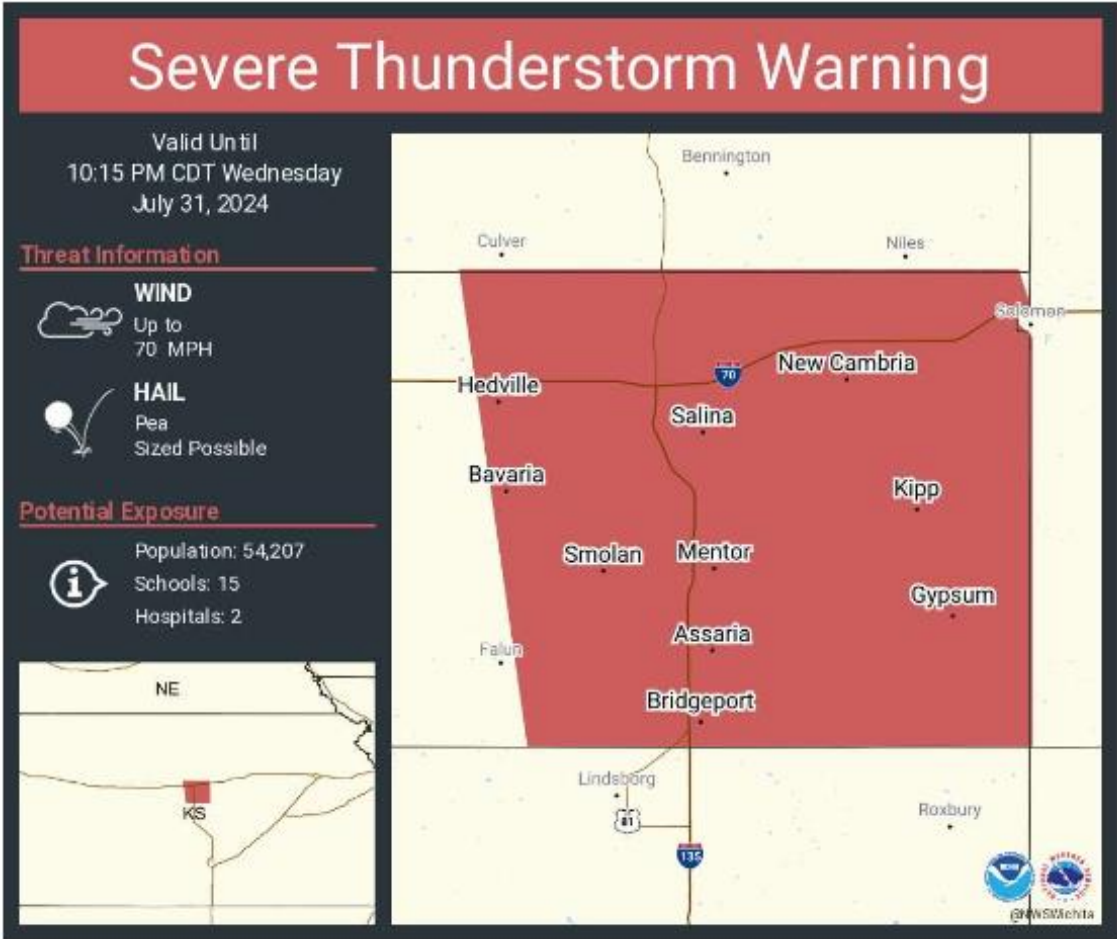 Severe Thunderstorm Warning
Valid Until
10:15 PM CDT Wednesday
July 31, 2024
Threat Information
WIND
Up to
70 MPH
HAIL
Pea
Sized Possible
Potential Exposure
Population: 54,207
Schools: 15
Hospitals: 2
NE
KS
Bennington
Culver
Niles
Solomon
70
New Cambria
Hedville
Salina
Bavaria
Kipp
Smolan
Mentor
Gypsum
Assaria
Falun
Bridgeport
Lindsborg
81
Roxbury
135
@NWSWichita